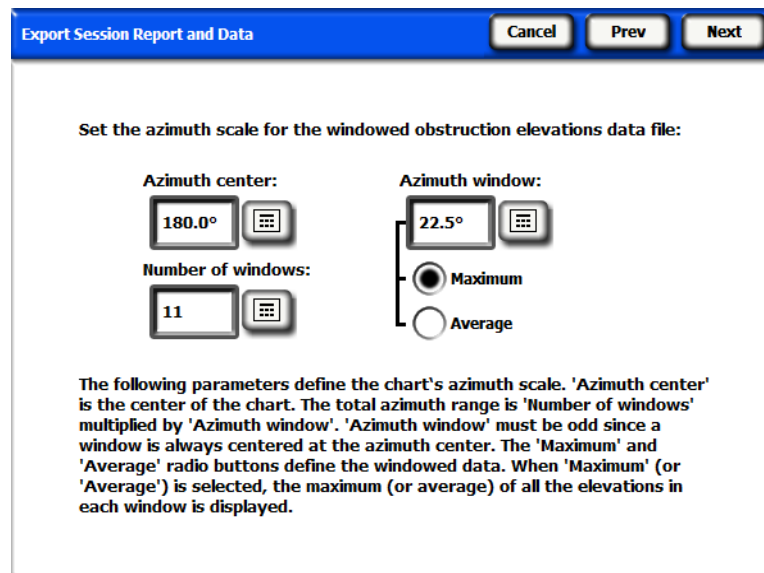 Export Session Report and Data Cancel Prev Next
Set the azimuth scale for the windowed obstruction elevations data file:
Azimuth center: Azimuth window:
180.0° 22.5°
Number of windows: Maximum
11 Average
The following parameters define the chart's azimuth scale. 'Azimuth center'
is the center of the chart. The total azimuth range is 'Number of windows'
multiplied by 'Azimuth window'. 'Azimuth window' must be odd since a
window is always centered at the azimuth center. The 'Maximum' and
'Average' radio buttons define the windowed data. When 'Maximum' (or
'Average') is selected, the maximum (or average) of all the elevations in
each window is displayed.